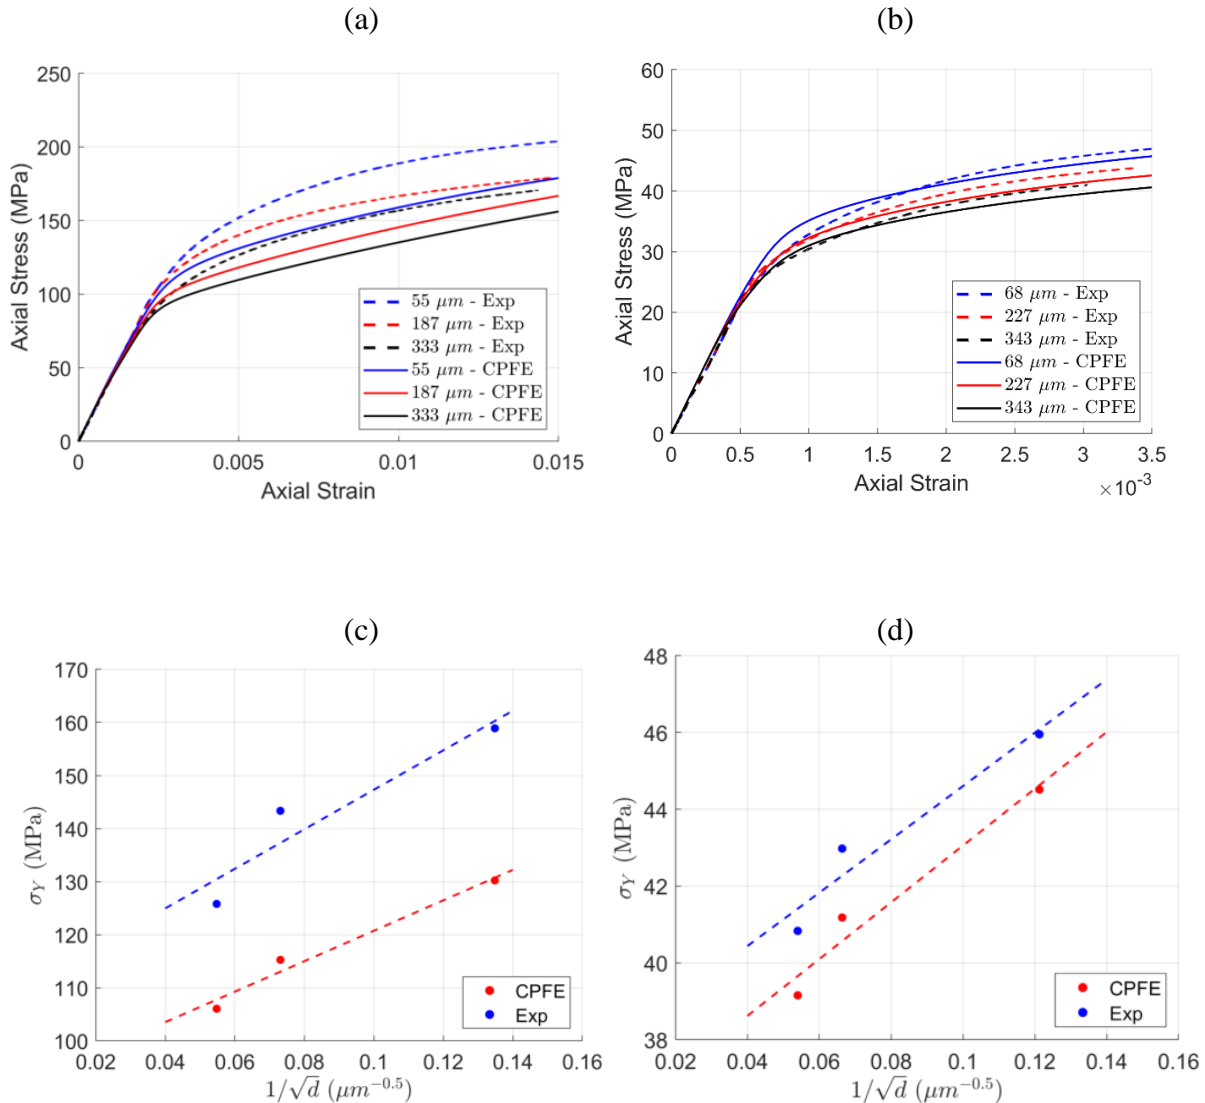 (a)
250
200
150
100
50
0
Axial Stress (MPa)
55 μm - Exp
187 μm - Exp
333 μm - Exp
55 μm - CPFE
187 μm - CPFE
333 μm - CPFE
0 0.005 0.01 0.015
Axial Strain
(b)
60
50
40
30
20
10
0
Axial Stress (MPa)
68 μm - Exp
227 μm - Exp
343 μm - Exp
68 μm - CPFE
227 μm - CPFE
343 μm - CPFE
0 0.5 1 1.5 2 2.5 3 3.5
Axial Strain
×10⁻³
(c)
170
160
150
140
130
120
110
100
σ_Y (MPa)
CPFE
Exp
0.02 0.04 0.06 0.08 0.1 0.12 0.14 0.16
1/√d (μm⁻⁰·⁵)
(d)
48
46
44
42
40
38
σ_Y (MPa)
CPFE
Exp
0.02 0.04 0.06 0.08 0.1 0.12 0.14 0.16
1/√d (μm⁻⁰·⁵)